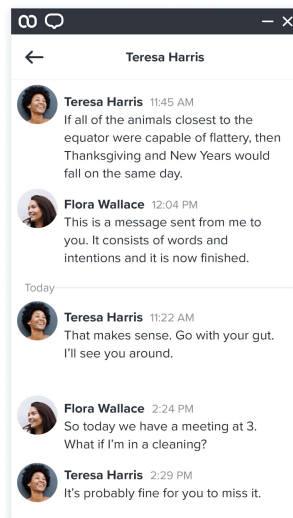 Teresa Harris
Teresa Harris 11:45 AM
If all of the animals closest to the
equator were capable of flattery, then
Thanksgiving and New Years would
fall on the same day.
Flora Wallace 12:04 PM
This is a message sent from me to
you. It consists of words and
intentions and it is now finished.
Today
Teresa Harris 11:22 AM
That makes sense. Go with your gut.
I'll see you around.
Flora Wallace 2:24 PM
So today we have a meeting at 3.
What if I'm in a cleaning?
Teresa Harris 2:29 PM
It's probably fine for you to miss it.